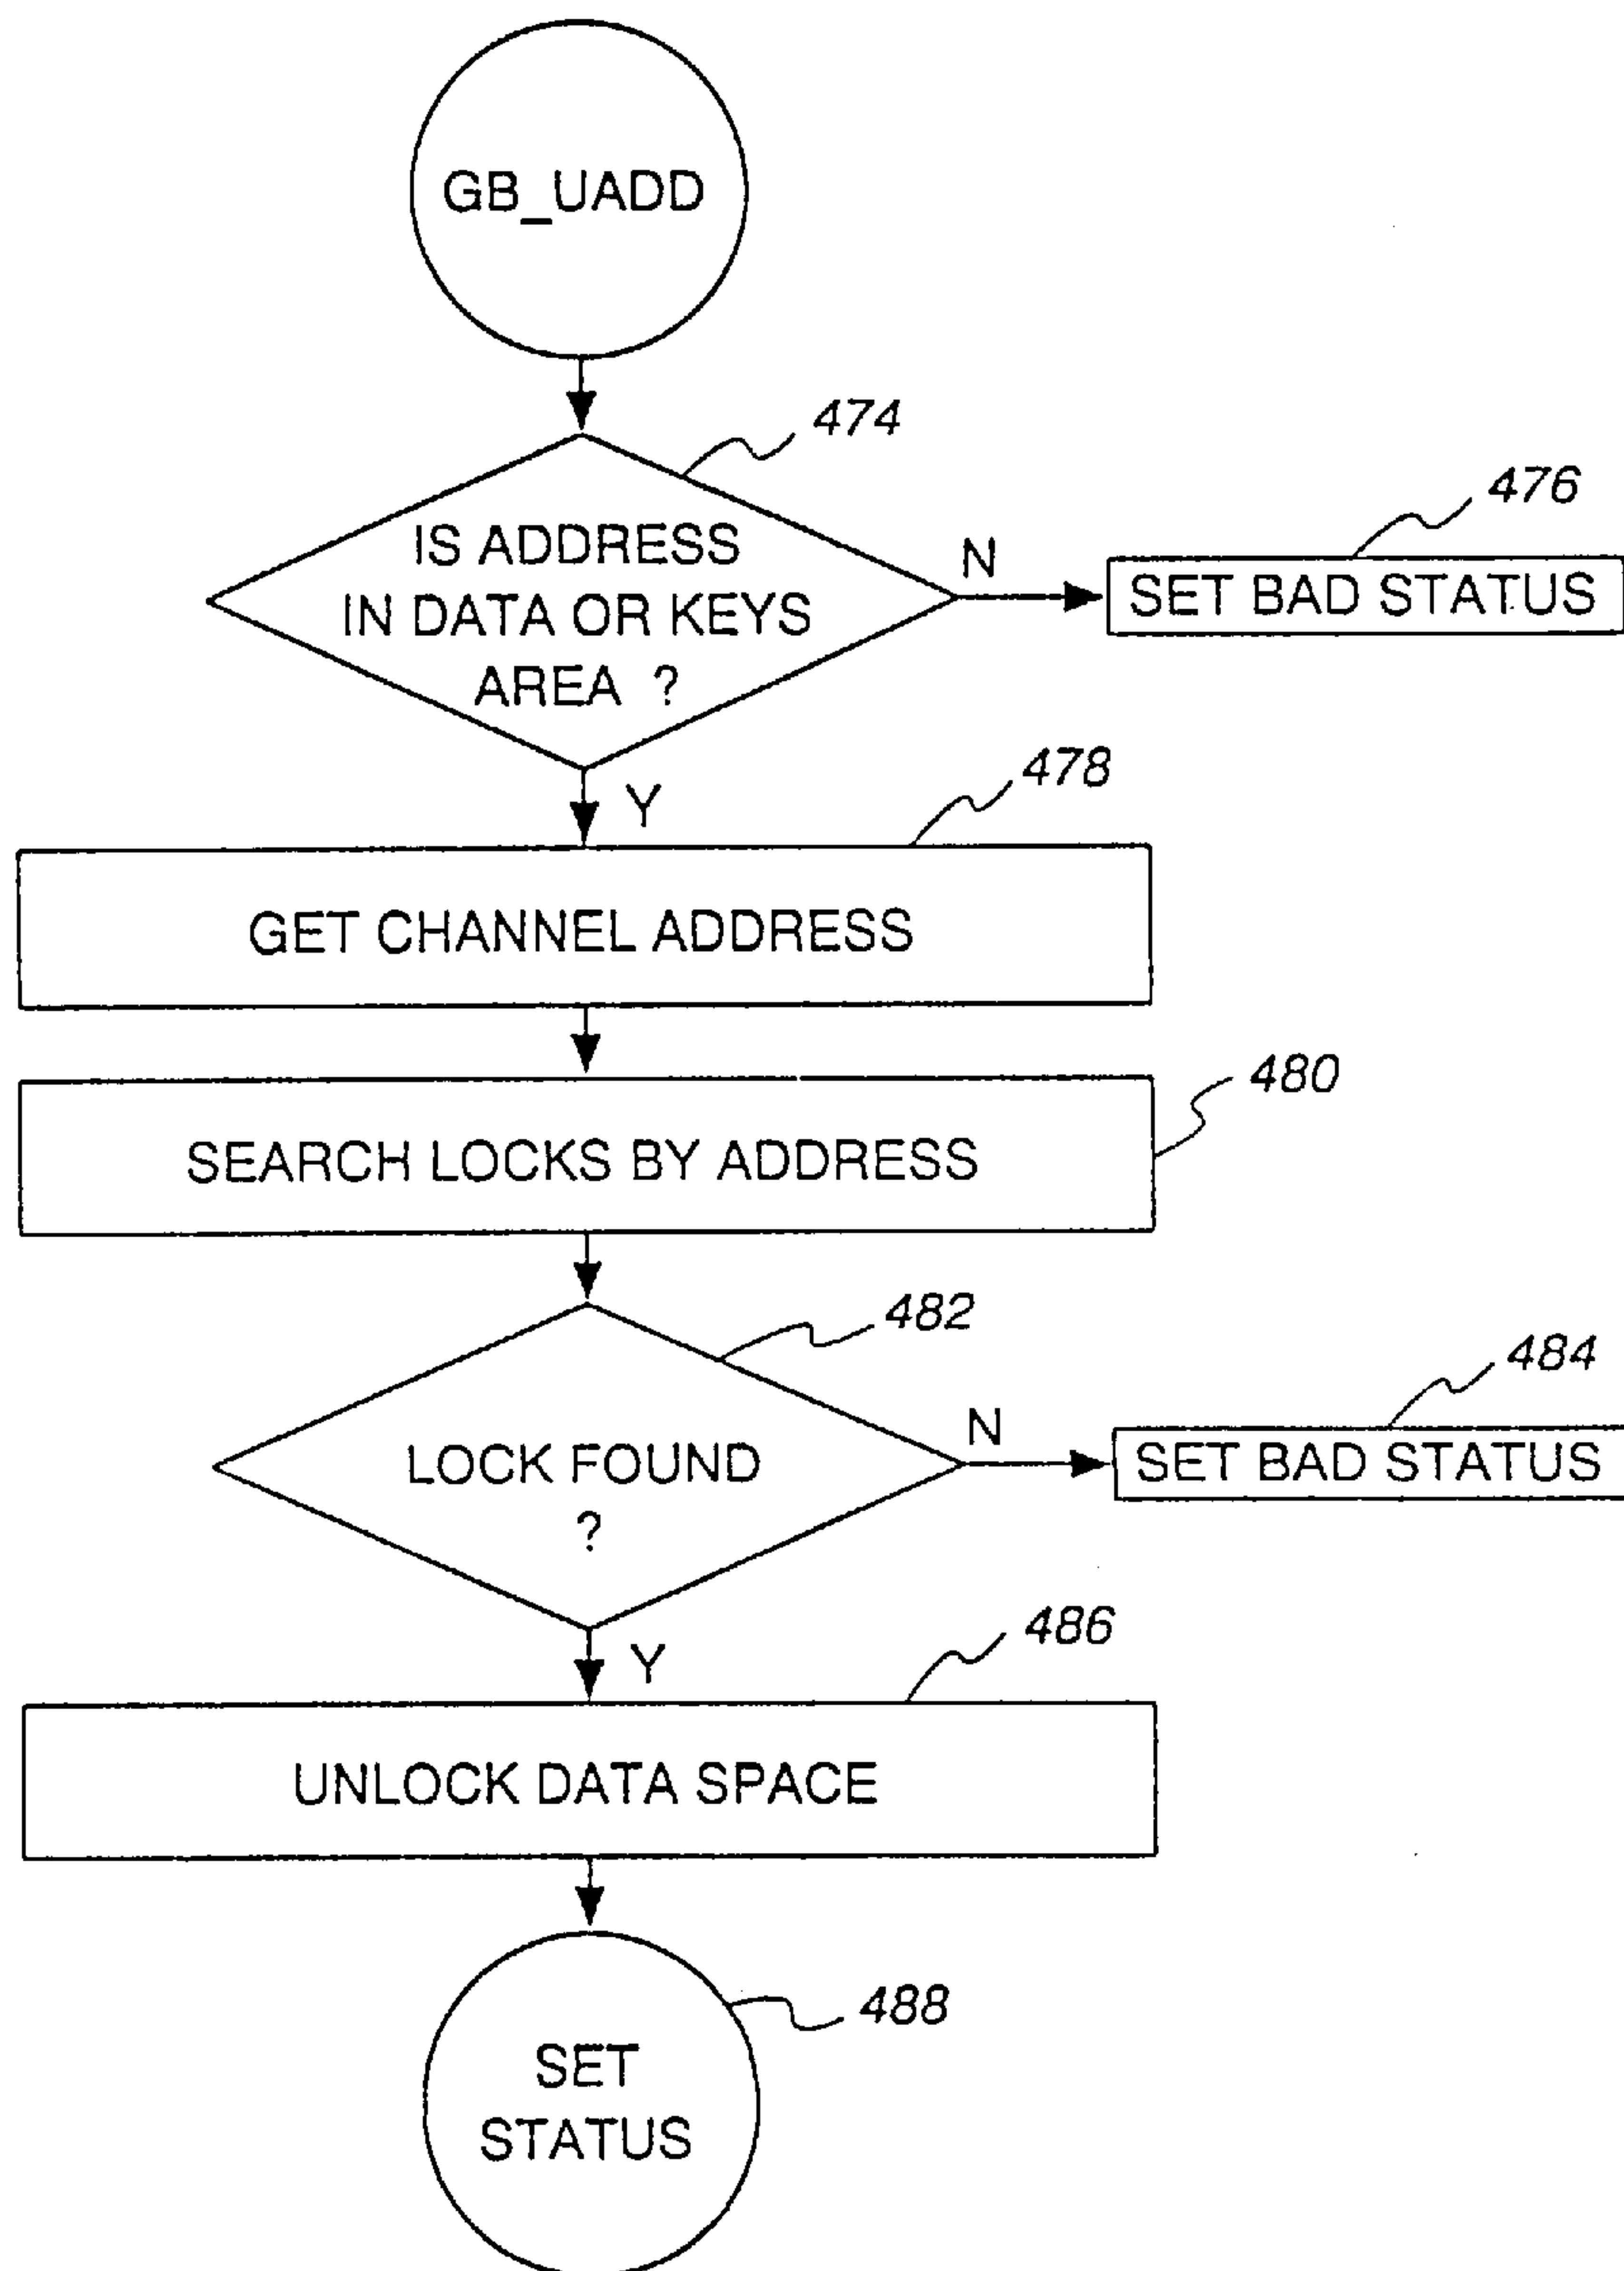 GB_UADD
474
476
IS ADDRESS
IN DATA OR KEYS
AREA ?
N
SET BAD STATUS
Y
478
GET CHANNEL ADDRESS
480
SEARCH LOCKS BY ADDRESS
482
484
LOCK FOUND
?
N
SET BAD STATUS
Y
486
UNLOCK DATA SPACE
488
SET
STATUS